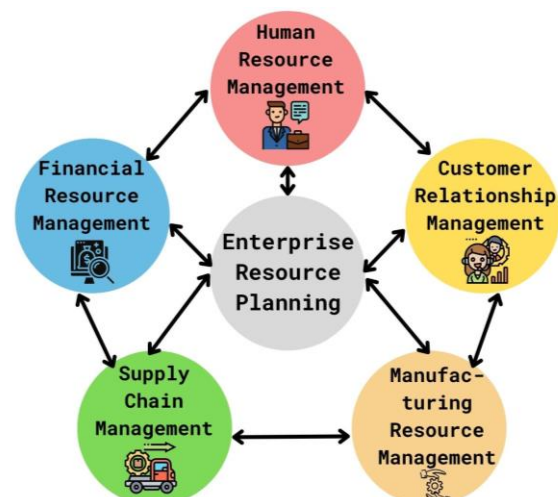 Human
Resource
Management
Financial
Resource
Management
Customer
Relationship
Management
Enterprise
Resource
Planning
Supply
Chain
Management
Manufac-
turing
Resource
Management